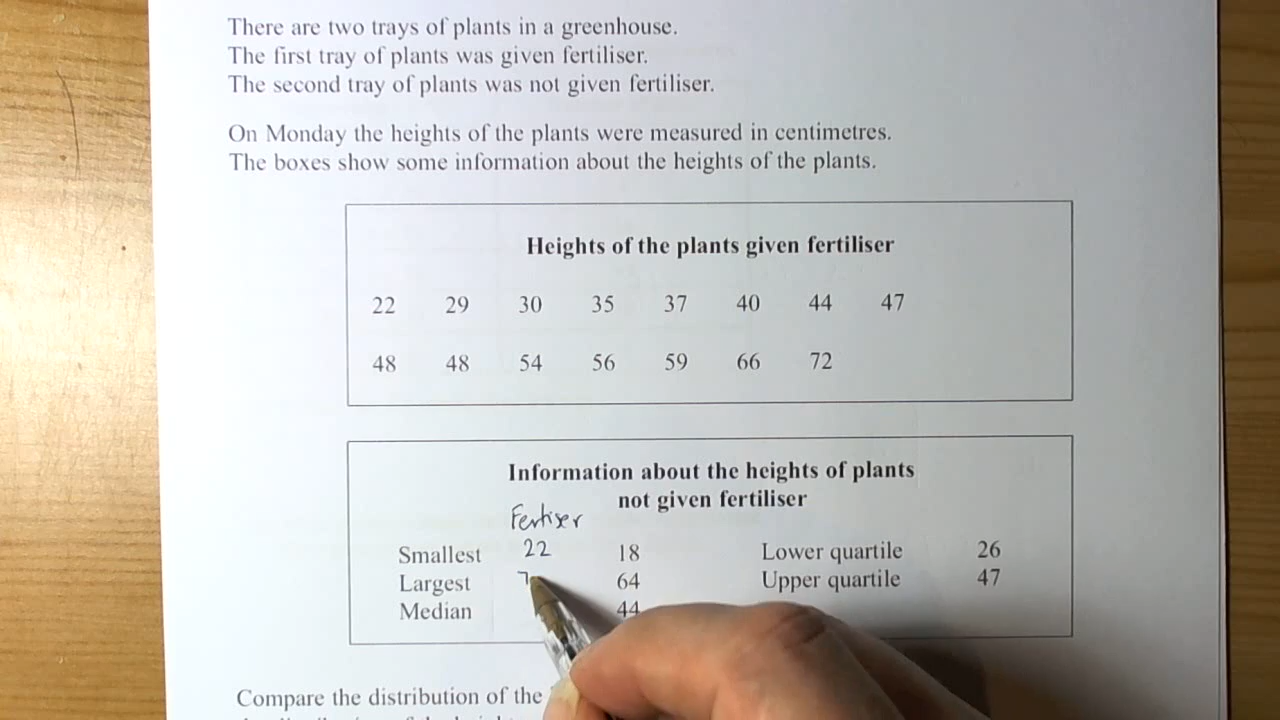 There are two trays of plants in a greenhouse.
The first tray of plants was given fertiliser.
The second tray of plants was not given fertiliser.
On Monday the heights of the plants were measured in centimetres.
The boxes show some information about the heights of the plants.
Heights of the plants given fertiliser
22 29 30 35 37 40 44 47
48 48 54 56 59 66 72
Information about the heights of plants
not given fertiliser
Fertiser
Smallest 22 18 Lower quartile 26
Largest 7 64 Upper quartile 47
Median 44
Compare the distribution of the